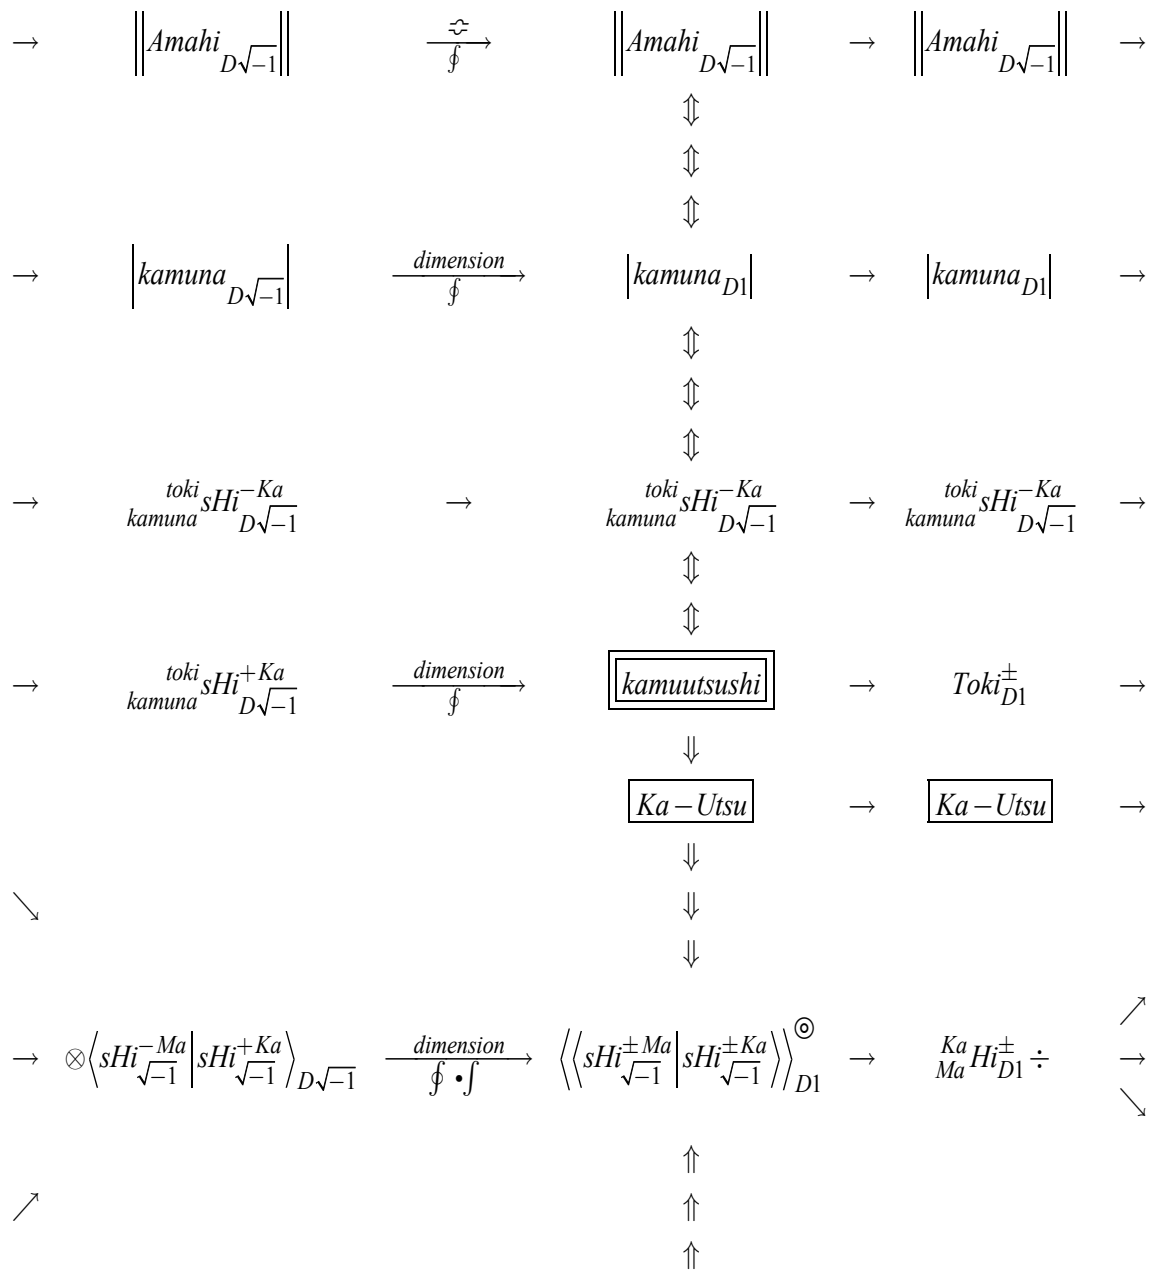 → ‖Amahi_{D√−1}‖ ≎/∮→ ‖Amahi_{D√−1}‖ → ‖Amahi_{D√−1}‖ →
⇕
⇕
⇕
→ |kamuna_{D√−1}| dimension/∮→ |kamuna_{D1}| → |kamuna_{D1}| →
⇕
⇕
⇕
→ ^{toki}_{kamuna}sHi^{−Ka}_{D√−1} → ^{toki}_{kamuna}sHi^{−Ka}_{D√−1} → ^{toki}_{kamuna}sHi^{−Ka}_{D√−1} →
⇕
⇕
→ ^{toki}_{kamuna}sHi^{+Ka}_{D√−1} dimension/∮→ kamuutsushi → Toki^{±}_{D1} →
⇓
Ka−Utsu → Ka−Utsu →
⇓
↘ ⇓
⇓
↗
→ ⊗⟨sHi^{−Ma}_{√−1}|sHi^{+Ka}_{√−1}⟩_{D√−1} dimension/∮•∫→ ⟨⟨sHi^{±Ma}_{√−1}|sHi^{±Ka}_{√−1}⟩⟩^{⊚}_{D1} → ^{Ka}_{Ma}Hi^{±}_{D1}÷ →
↘
⇑
↗ ⇑
⇑